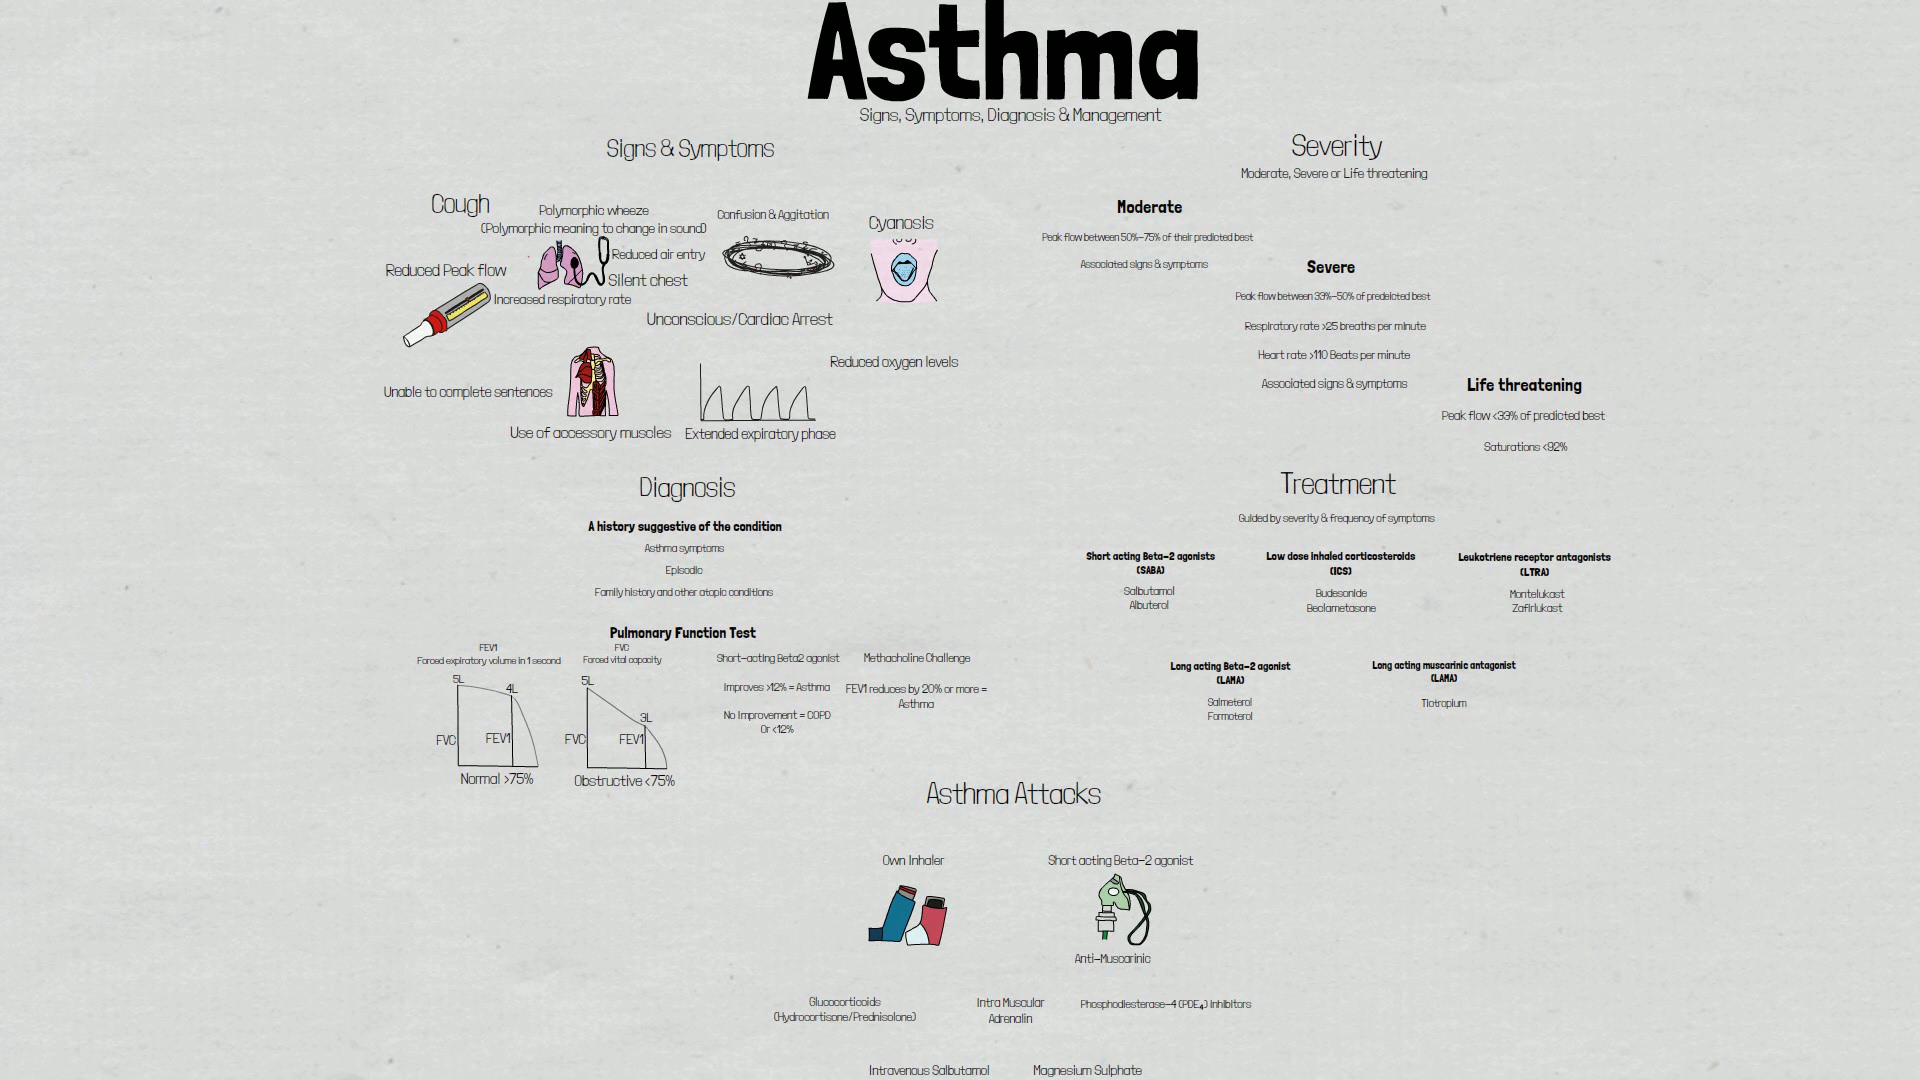 Asthma
Signs, Symptoms, Diagnosis & Management
Signs & Symptoms
Cough
Polymorphic wheeze
(Polymorphic meaning to change in sound)
Confusion & Aggitation
Cyanosis
Reduced Peak flow
Reduced air entry
Silent chest
Increased respiratory rate
Unconscious/Cardiac Arrest
Reduced oxygen levels
Unable to complete sentences
Use of accessory muscles
Extended expiratory phase
Severity
Moderate, Severe or Life threatening
Moderate
Peak flow between 50%-75% of their predicted best
Associated signs & symptoms
Severe
Peak flow between 33%-50% of predeicted best
Respiratory rate >25 breaths per minute
Heart rate >110 Beats per minute
Associated signs & symptoms
Life threatening
Peak flow <33% of predicted best
Saturations <92%
Diagnosis
A history suggestive of the condition
Asthma symptoms
Episodic
Family history and other atopic conditions
Pulmonary Function Test
FEV1
Forced expiratory volume in 1 second
5L
4L
FVC
FEV1
Normal >75%
FVC
Forced vital capacity
5L
3L
FVC
FEV1
Obstructive <75%
Short-acting Beta2 agonist
Improves >12% = Asthma
No Improvement = COPD
Or <12%
Methacholine Challenge
FEV1 reduces by 20% or more =
Asthma
Treatment
Guided by severity & frequency of symptoms
Short acting Beta-2 agonists
(SABA)
Salbutamol
Albuterol
Low dose inhaled corticosteroids
(ICS)
Budesonide
Beclametasone
Leukotriene receptor antagonists
(LTRA)
Montelukast
Zafirlukast
Long acting Beta-2 agonist
(LAMA)
Salmeterol
Formoterol
Long acting muscarinic antagonist
(LAMA)
Tiotropium
Asthma Attacks
Own Inhaler
Short acting Beta-2 agonist
Anti-Muscarinic
Glucocorticoids
(Hydrocortisone/Prednisolone)
Intra Muscular
Adrenalin
Phosphodiesterase-4 (PDE₄) inhibitors
Intravenous Salbutamol
Magnesium Sulphate